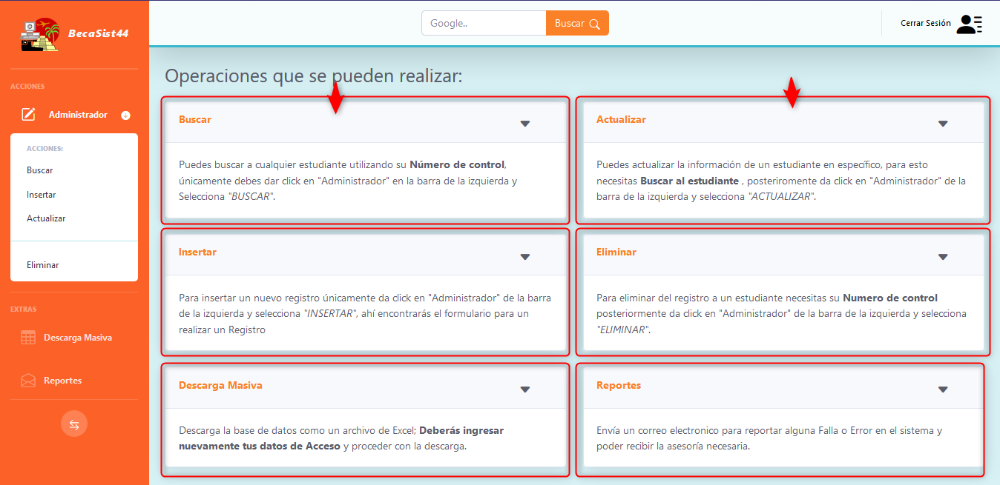 BecaSist44
Google..
Buscar
Cerrar Sesión
ACCIONES
Administrador
ACCIONES:
Buscar
Insertar
Actualizar
Eliminar
EXTRAS
Descarga Masiva
Reportes
Operaciones que se pueden realizar:
Buscar
Puedes buscar a cualquier estudiante utilizando su Número de control,
únicamente debes dar click en "Administrador" en la barra de la izquierda y
Selecciona "BUSCAR".
Actualizar
Puedes actualizar la información de un estudiante en específico, para esto
necesitas Buscar al estudiante , posteriromente da click en "Administrador" de la
barra de la izquierda y selecciona "ACTUALIZAR".
Insertar
Para insertar un nuevo registro únicamente da click en "Administrador" de la barra
de la izquierda y selecciona "INSERTAR", ahí encontrarás el formulario para un
realizar un Registro
Eliminar
Para eliminar del registro a un estudiante necesitas su Numero de control
posteriormente da click en "Administrador" de la barra de la izquierda y selecciona
"ELIMINAR".
Descarga Masiva
Descarga la base de datos como un archivo de Excel; Deberás ingresar
nuevamente tus datos de Acceso y proceder con la descarga.
Reportes
Envía un correo electronico para reportar alguna Falla o Error en el sistema y
poder recibir la asesoría necesaria.